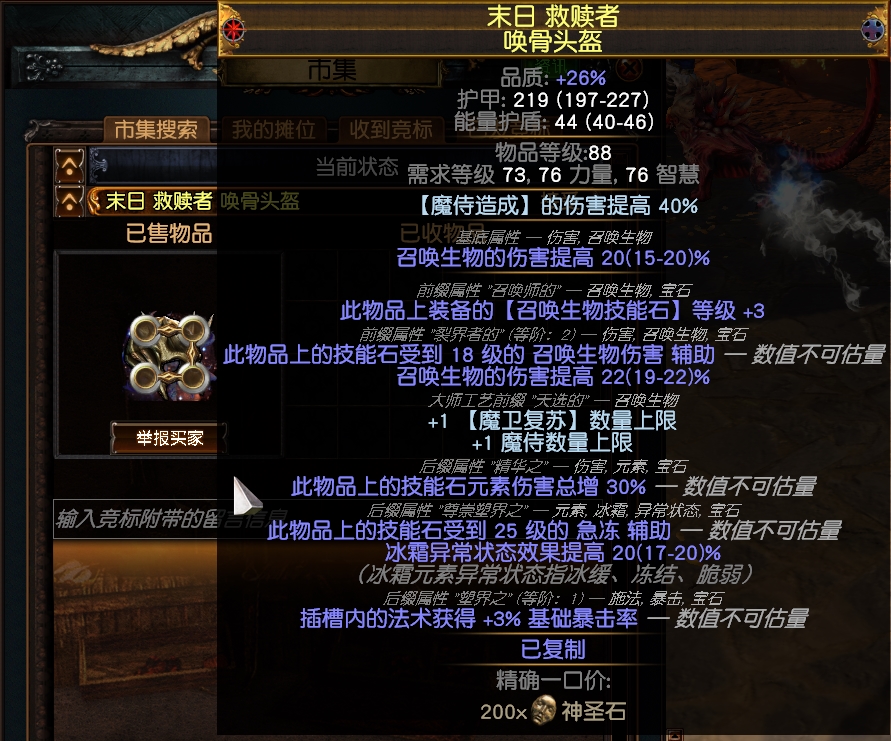 末日 救赎者
唤骨头盔
市集
品质: +26%
护甲: 219 (197-227)
能量护盾: 44 (40-46)
市集搜索
我的摊位
收到竞标
物品等级:88
当前状态
需求等级 73, 76 力量, 76 智慧
末日 救赎者 唤骨头盔
【魔侍造成】的伤害提高 40%
已售物品
已收物品
基底属性 — 伤害, 召唤生物
召唤生物的伤害提高 20(15-20)%
前缀属性 "召唤师的" — 召唤生物, 宝石
此物品上装备的【召唤生物技能石】等级 +3
前缀属性 "裂界者的" (等阶: 2) — 伤害, 召唤生物, 宝石
此物品上的技能石受到 18 级的 召唤生物伤害 辅助 — 数值不可估量
召唤生物的伤害提高 22(19-22)%
大师工艺前缀 "天选的" — 召唤生物
+1 【魔卫复苏】数量上限
+1 魔侍数量上限
举报买家
后缀属性 "精华之" — 伤害, 元素, 宝石
此物品上的技能石元素伤害总增 30% — 数值不可估量
后缀属性 "尊崇塑界之" — 元素, 冰霜, 异常状态, 宝石
输入竞标附带的留言信息
此物品上的技能石受到 25 级的 急冻 辅助 — 数值不可估量
冰霜异常状态效果提高 20(17-20)%
（冰霜元素异常状态指冰缓、冻结、脆弱）
后缀属性 "塑界之" (等阶: 1) — 施法, 暴击, 宝石
插槽内的法术获得 +3% 基础暴击率 — 数值不可估量
已复制
精确一口价:
200x 神圣石